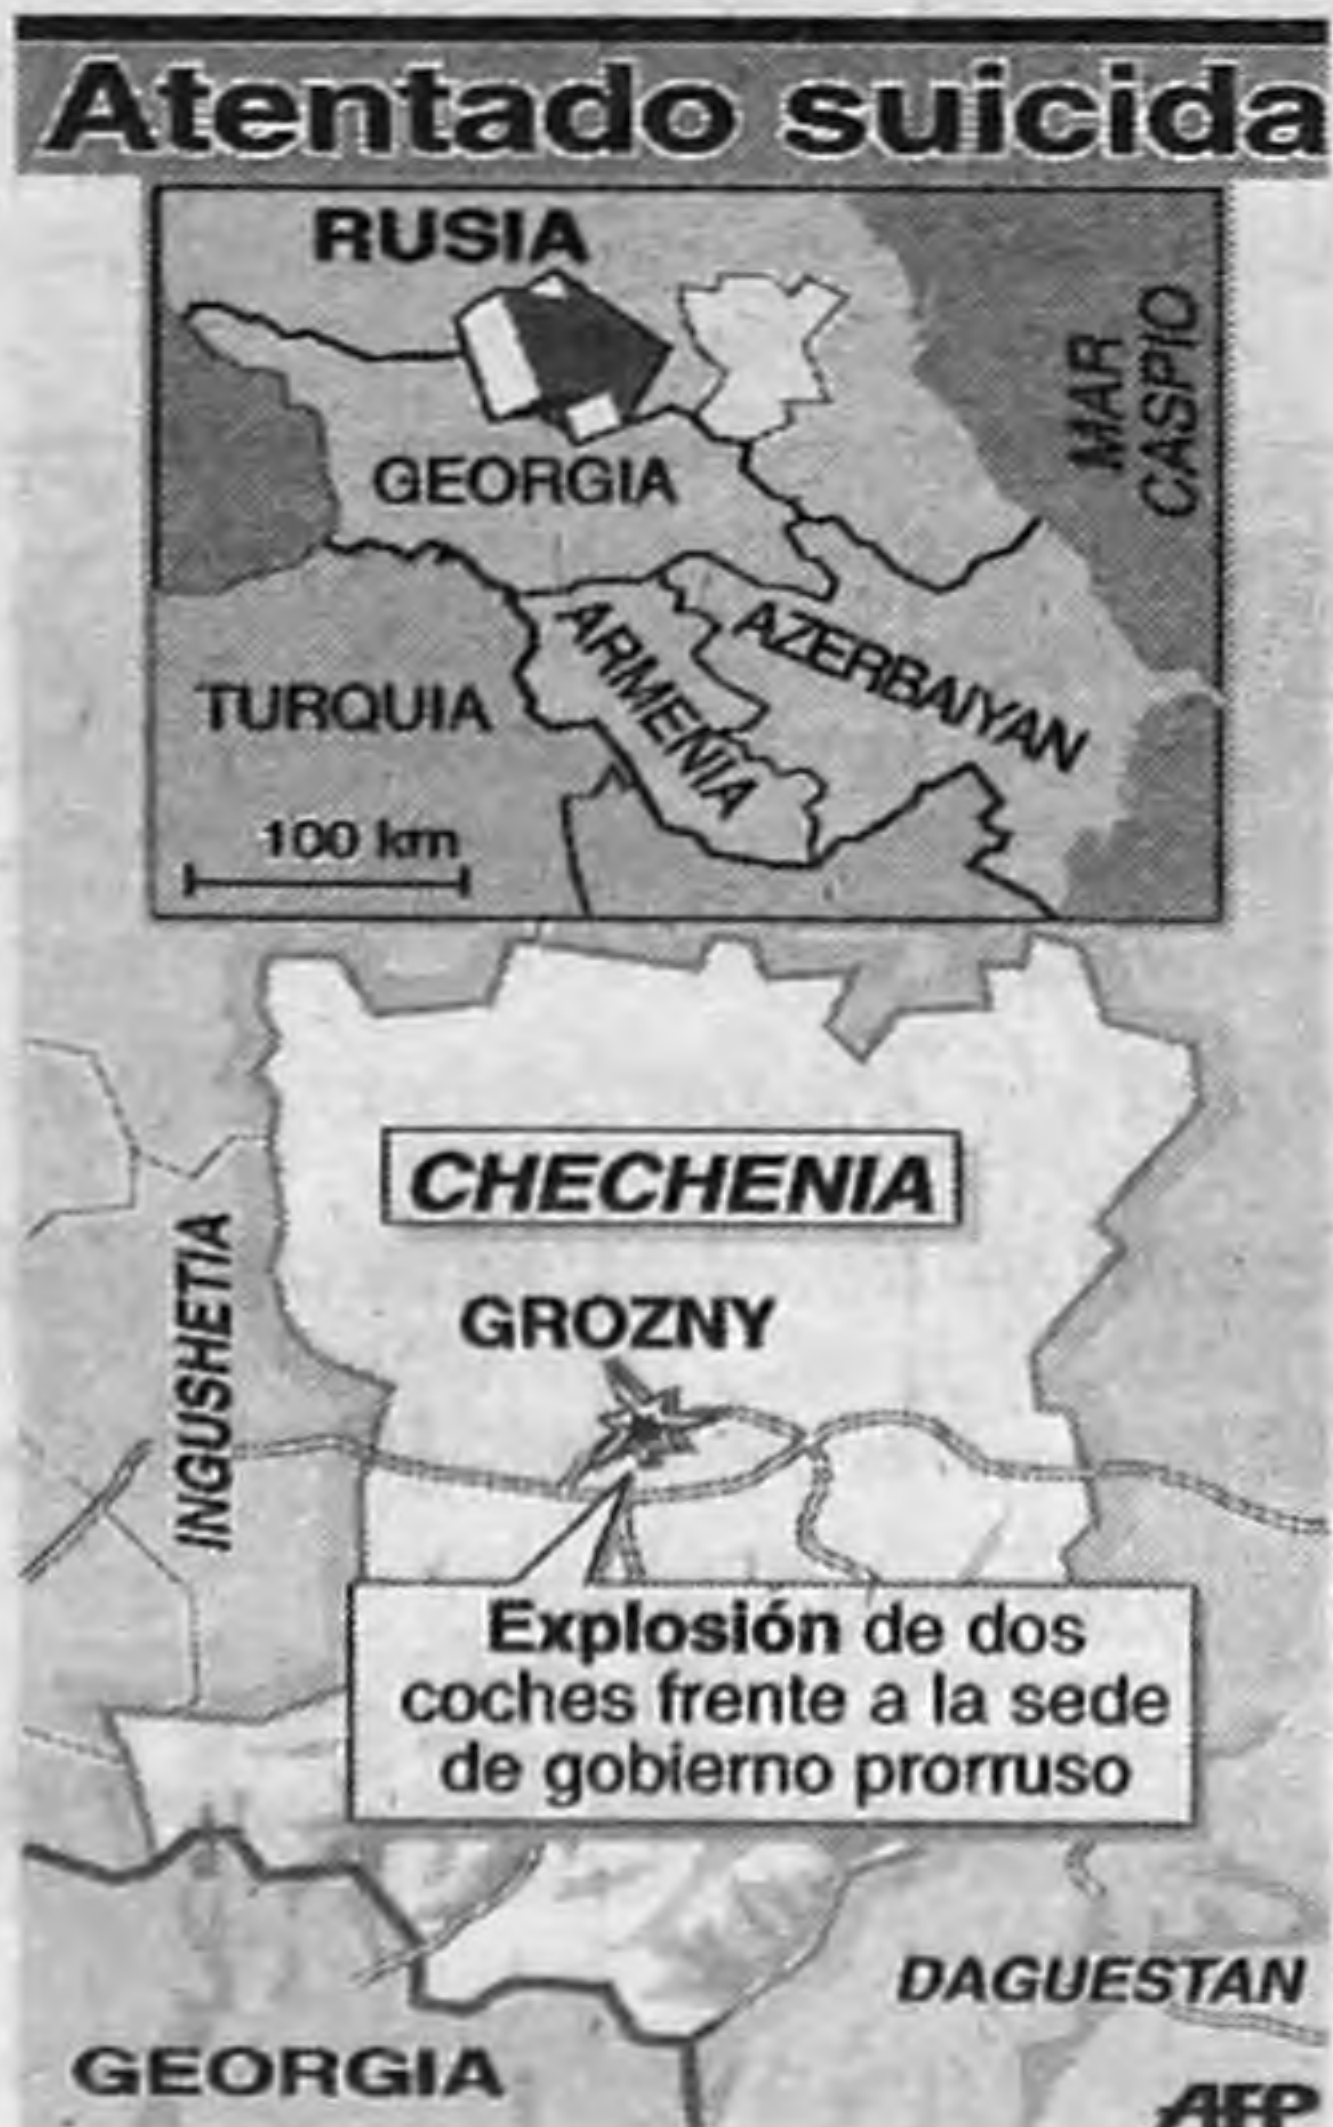 Atentado suicida
RUSIA
MAR
CASPIO
GEORGIA
ARMENIA
AZERBAIYAN
TURQUIA
100 km
CHECHENIA
GROZNY
INGUSHETIA
Explosión de dos
coches frente a la sede
de gobierno prorruso
DAGUESTAN
GEORGIA
AFP